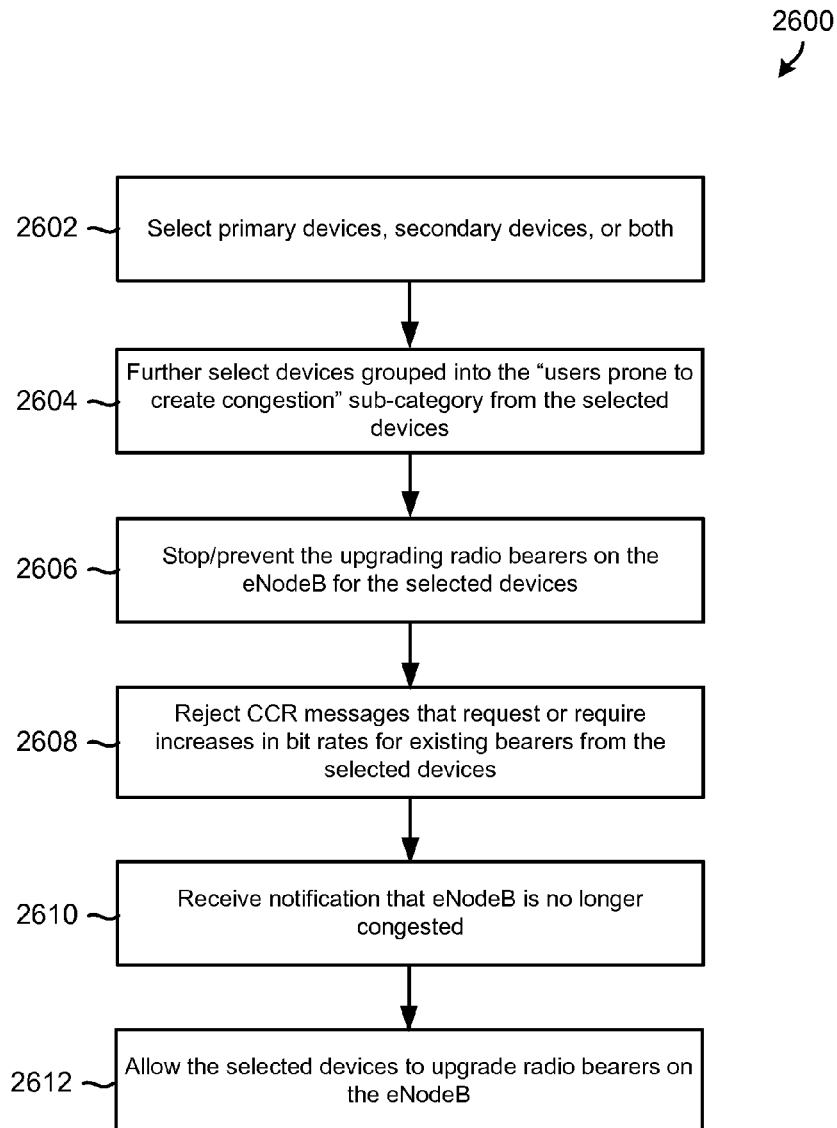 2600
2602
Select primary devices, secondary devices, or both
2604
Further select devices grouped into the “users prone to
create congestion” sub-category from the selected
devices
2606
Stop/prevent the upgrading radio bearers on the
eNodeB for the selected devices
2608
Reject CCR messages that request or require
increases in bit rates for existing bearers from the
selected devices
2610
Receive notification that eNodeB is no longer
congested
2612
Allow the selected devices to upgrade radio bearers on
the eNodeB